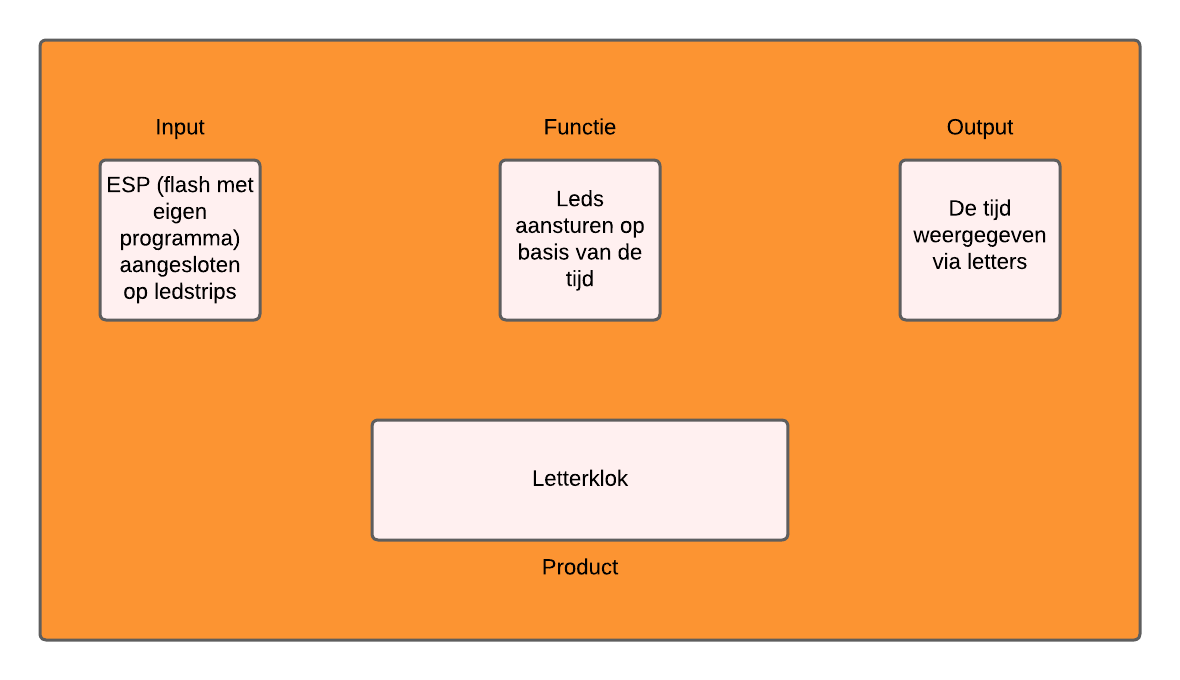 Input
ESP (flash met
eigen
programma)
aangesloten
op ledstrips
Functie
Leds
aansturen op
basis van de
tijd
Output
De tijd
weergegeven
via letters
Letterklok
Product